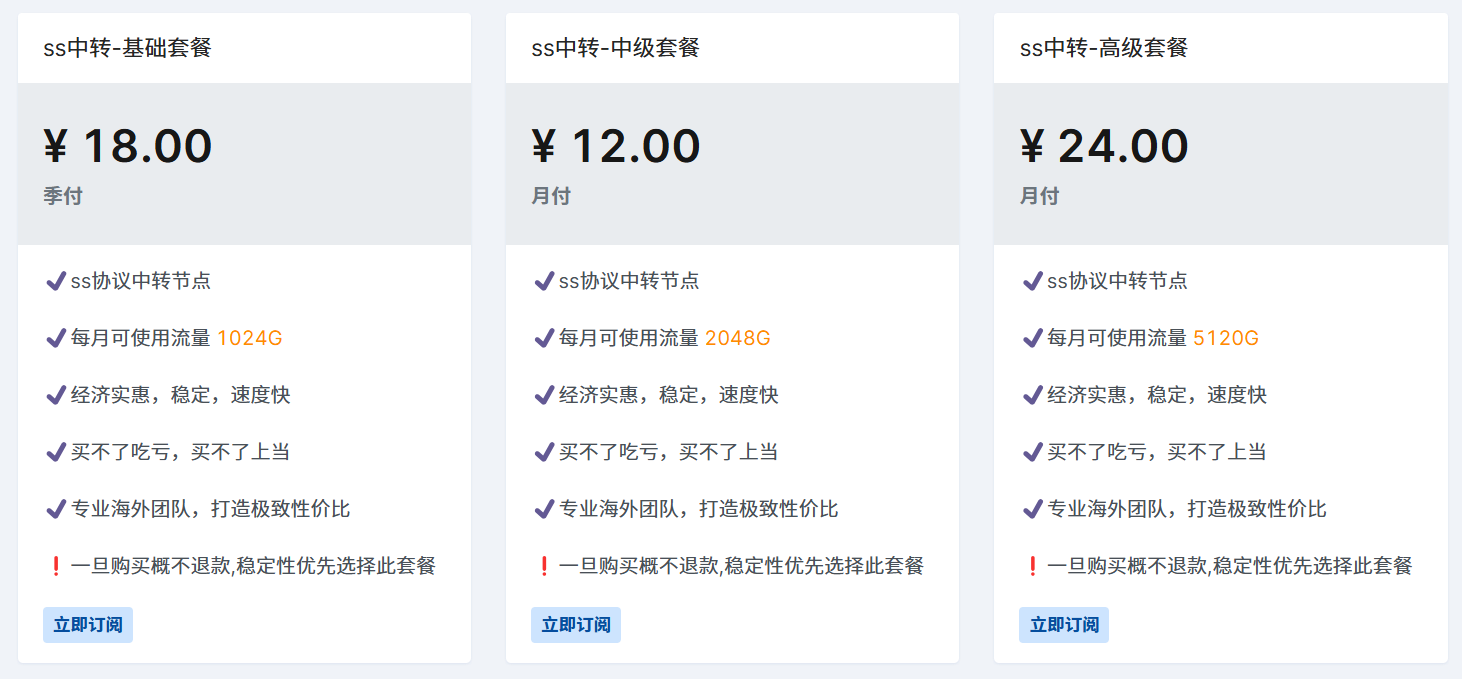 ss中转-基础套餐
¥ 18.00
季付
ss协议中转节点
每月可使用流量 1024G
经济实惠，稳定，速度快
买不了吃亏，买不了上当
专业海外团队，打造极致性价比
❗一旦购买概不退款,稳定性优先选择此套餐
立即订阅
ss中转-中级套餐
¥ 12.00
月付
ss协议中转节点
每月可使用流量 2048G
经济实惠，稳定，速度快
买不了吃亏，买不了上当
专业海外团队，打造极致性价比
❗一旦购买概不退款,稳定性优先选择此套餐
立即订阅
ss中转-高级套餐
¥ 24.00
月付
ss协议中转节点
每月可使用流量 5120G
经济实惠，稳定，速度快
买不了吃亏，买不了上当
专业海外团队，打造极致性价比
❗一旦购买概不退款,稳定性优先选择此套餐
立即订阅